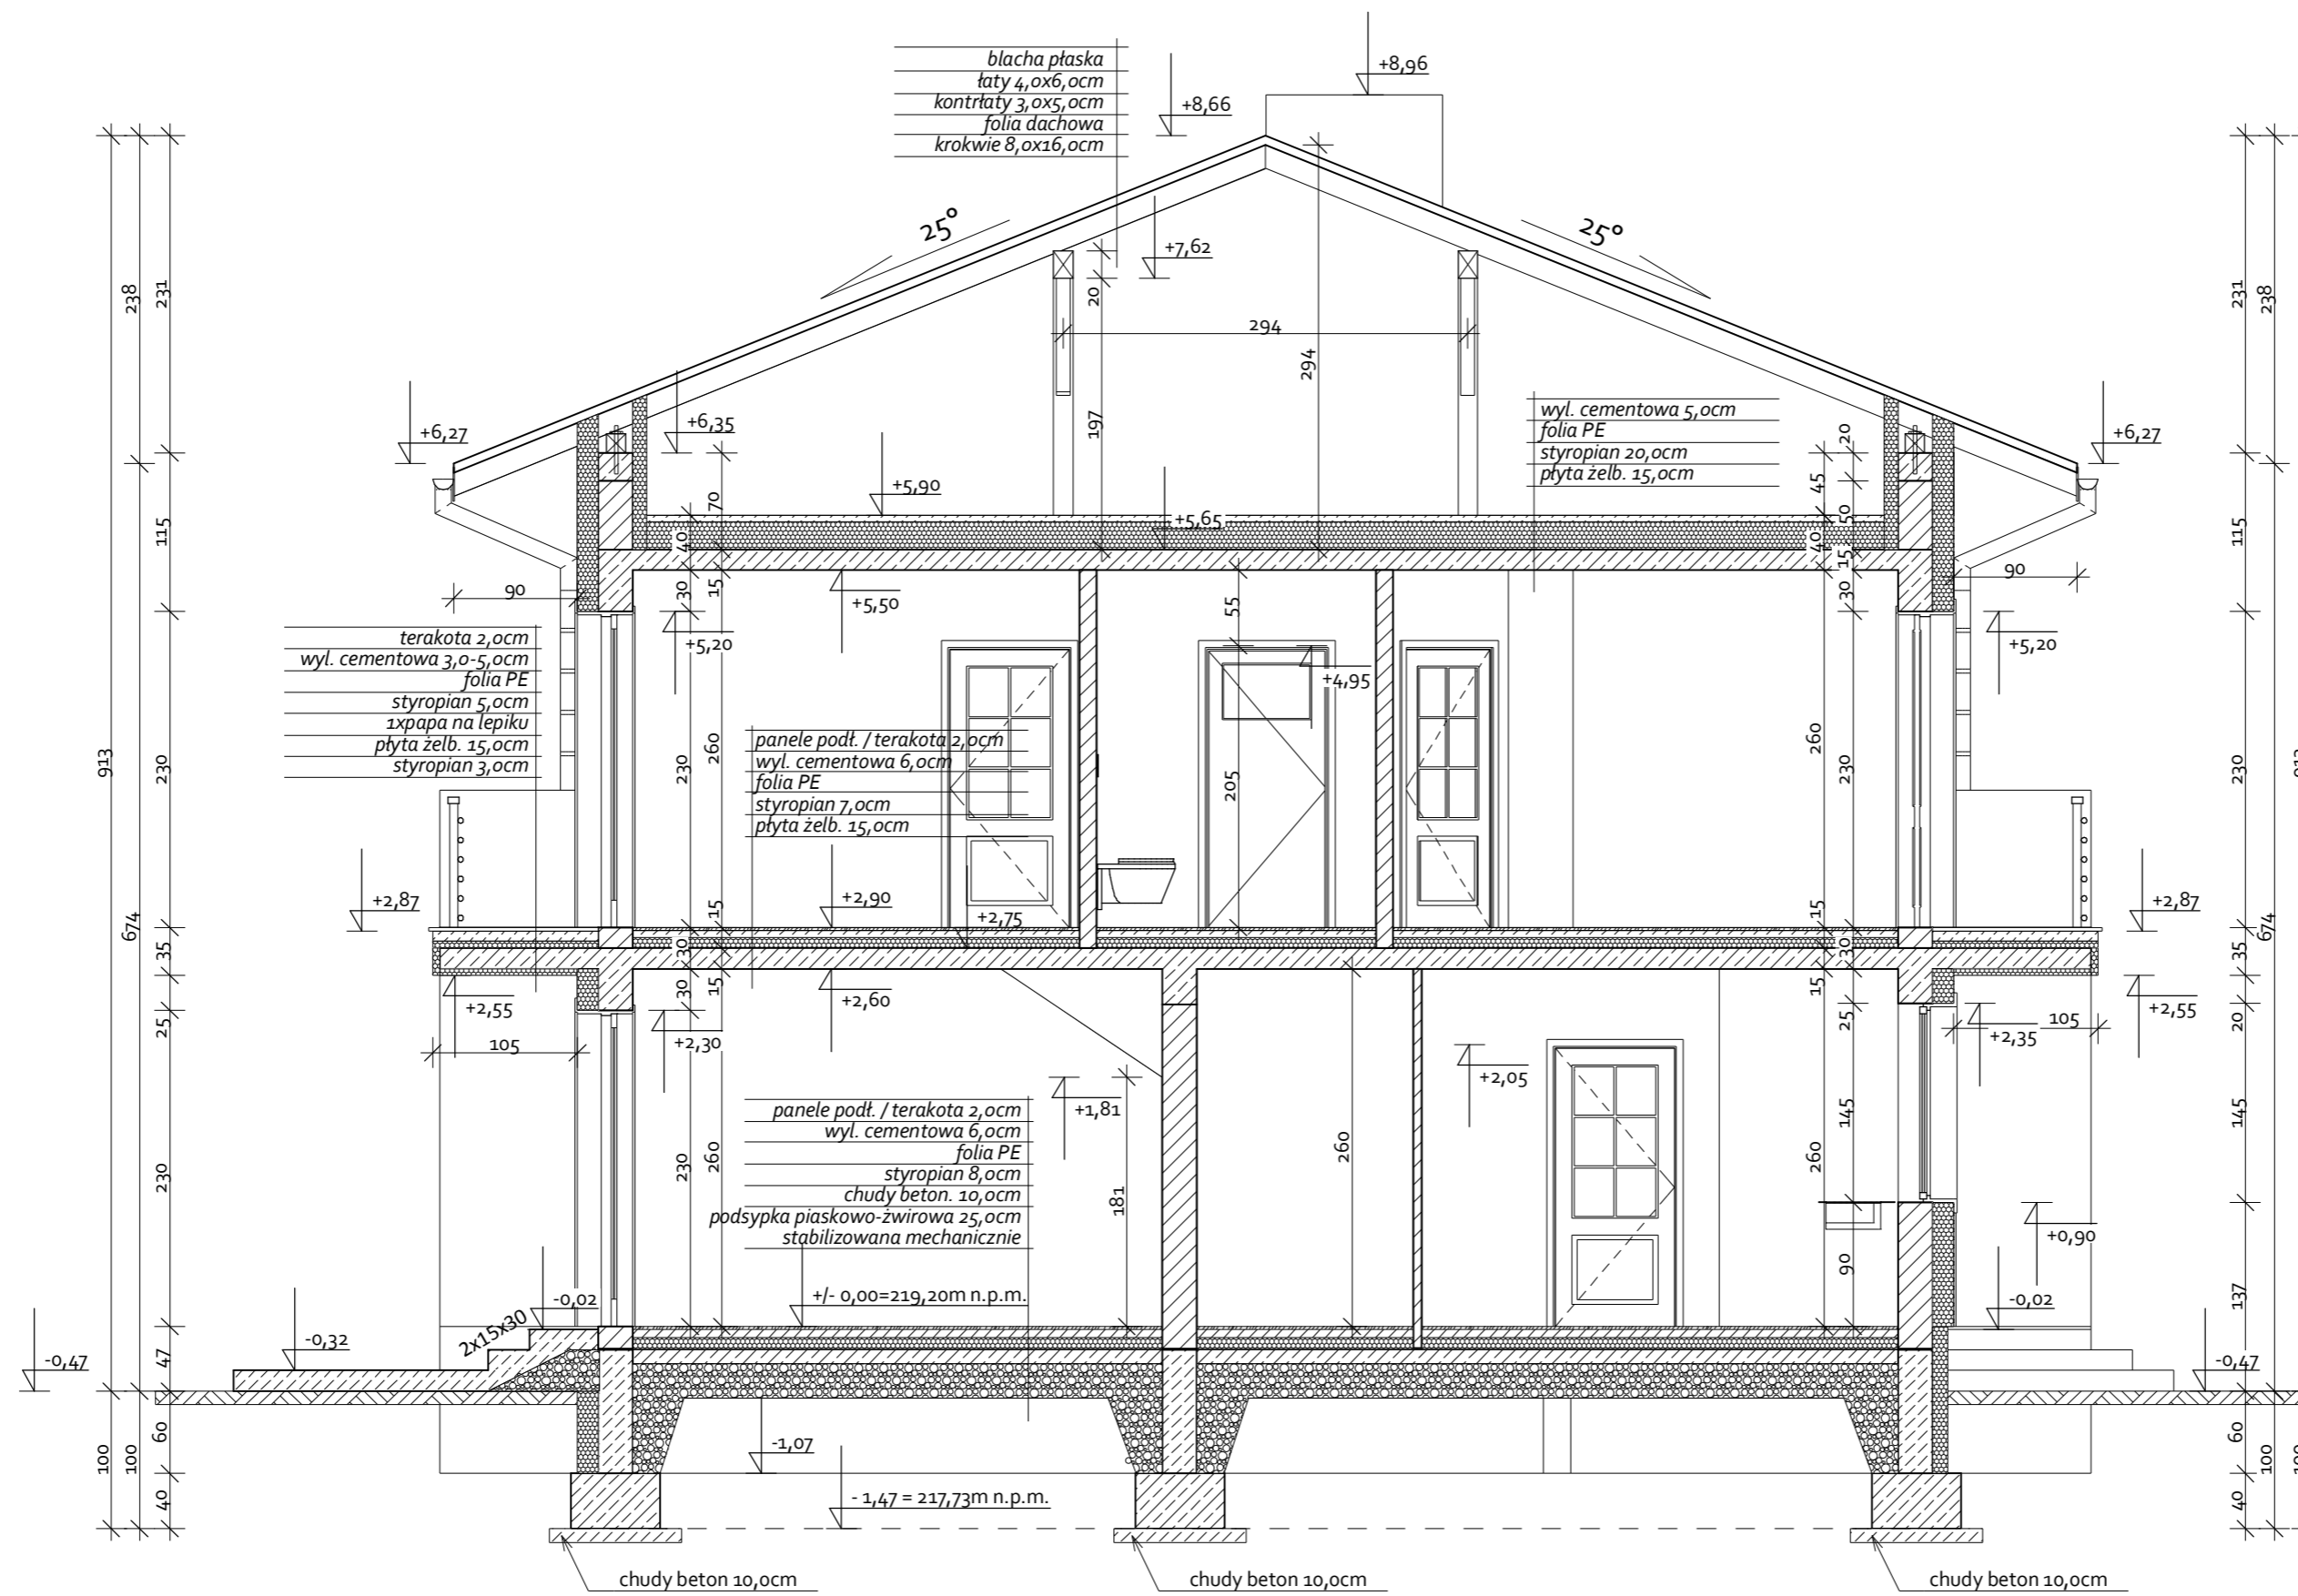 blacha płaska
łaty 4,0x6,0cm
kontrłaty 3,0x5,0cm
folia dachowa
krokwie 8,0x16,0cm
+8,96
+8,66
25°
25°
+7,62
20
294
294
197
231
238
231
238
+6,27
+6,35
+5,90
+5,65
wyl. cementowa 5,0cm
folia PE
styropian 20,0cm
płyta żelb. 15,0cm
+6,27
20
45
50
70
40
40
15
115
115
90
30
15
+5,50
55
30
90
+5,20
+5,20
+4,95
terakota 2,0cm
wyl. cementowa 3,0-5,0cm
folia PE
styropian 5,0cm
1xpapa na lepiku
płyta żelb. 15,0cm
styropian 3,0cm
panele podł. / terakota 2,0cm
wyl. cementowa 6,0cm
folia PE
styropian 7,0cm
płyta żelb. 15,0cm
913
230
230
260
205
260
230
230
674
+2,87
+2,90
+2,75
15
15
+2,87
674
35
30
30
35
+2,55
30
15
+2,60
15
+2,55
25
+2,30
25
+2,35
20
105
105
+2,05
+1,81
panele podł. / terakota 2,0cm
wyl. cementowa 6,0cm
folia PE
styropian 8,0cm
chudy beton. 10,0cm
podsypka piaskowo-żwirowa 25,0cm
stabilizowana mechanicznie
230
230
260
181
260
260
145
145
+0,90
90
137
+/- 0,00=219,20m n.p.m.
-0,02
-0,02
2x15x30
-0,32
-0,47
-0,47
47
60
60
100
100
-1,07
100
100
40
40
- 1,47 = 217,73m n.p.m.
chudy beton 10,0cm
chudy beton 10,0cm
chudy beton 10,0cm